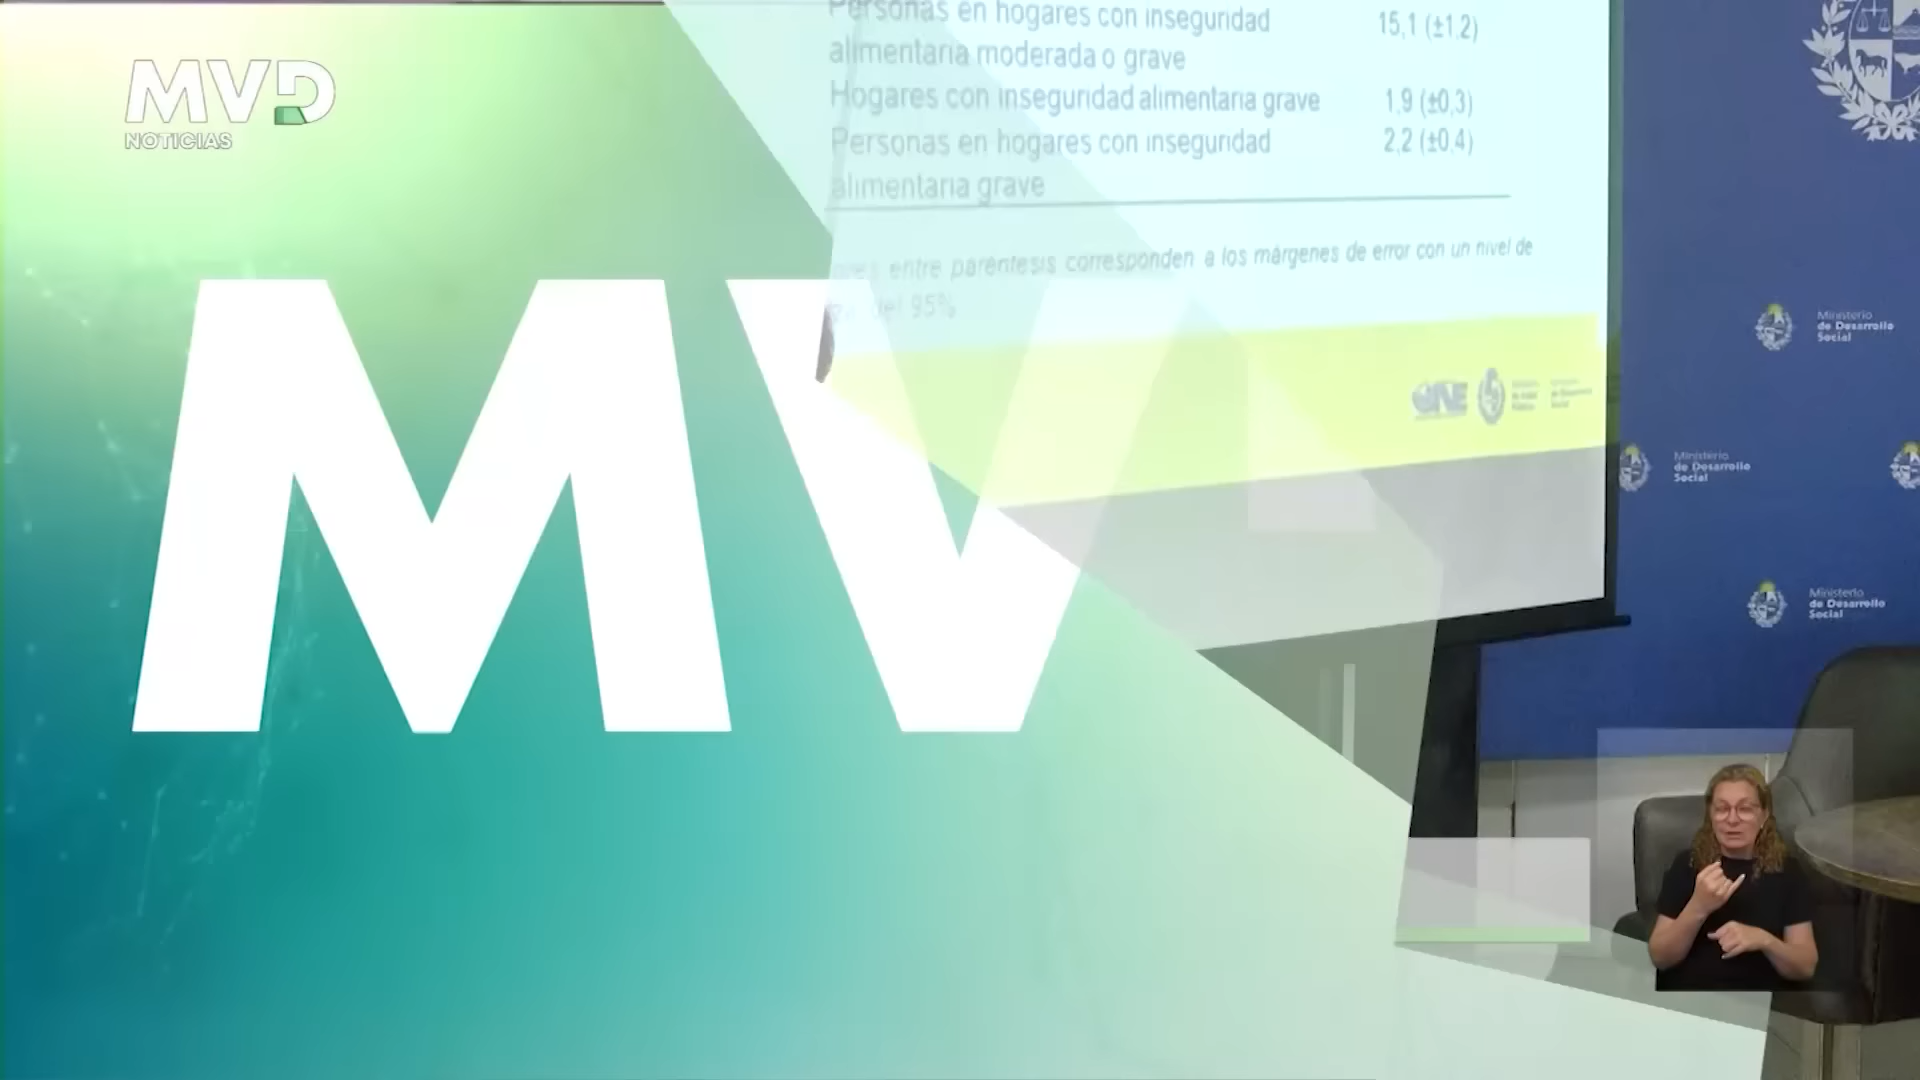 MVD
NOTICIAS
MV
Personas en hogares con inseguridad
alimentaria moderada o grave
15,1 (±1,2)
Hogares con inseguridad alimentaria grave
1,9 (±0,3)
Personas en hogares con inseguridad
alimentaria grave
2,2 (±0,4)
entre paréntesis corresponden a los márgenes de error con un nivel de
del 95%
INE
Ministerio
de Desarrollo
Social
Ministerio
de Desarrollo
Social
Ministerio
de Desarrollo
Social